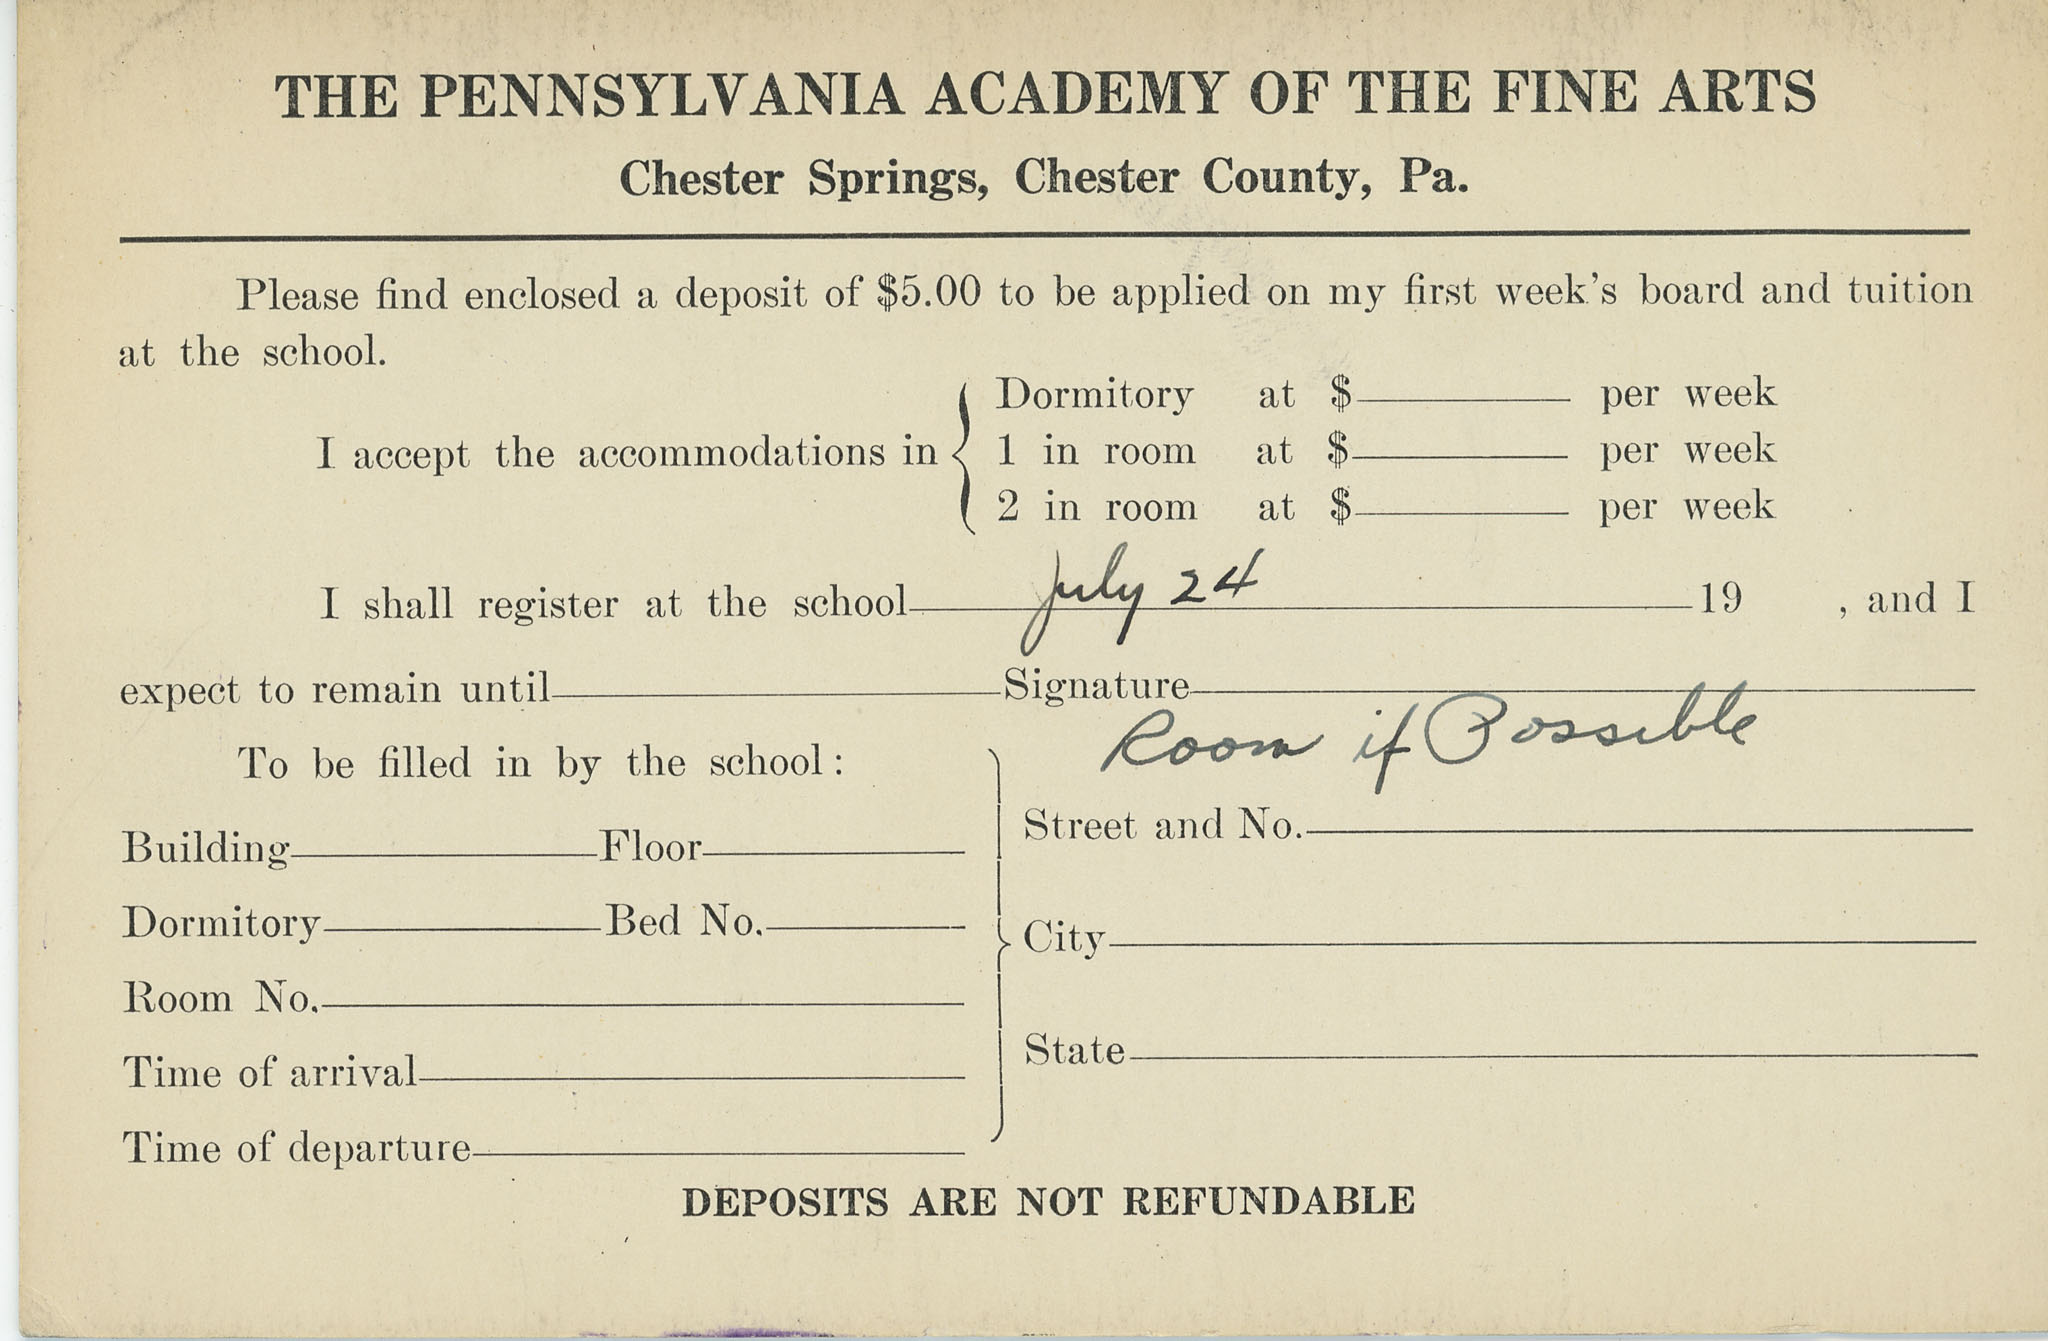 THE PENNSYLVANIA ACADEMY OF THE FINE ARTS
Chester Springs, Chester County, Pa.
Please find enclosed a deposit of $5.00 to be applied on my first week's board and tuition
at the school.
Dormitory at $ per week
I accept the accommodations in 1 in room at $ per week
2 in room at $ per week
I shall register at the school July 24 19 , and I
expect to remain until Signature
Room if Possible
To be filled in by the school:
Street and No.
Building Floor
Dormitory Bed No.
City
Room No.
State
Time of arrival
Time of departure
DEPOSITS ARE NOT REFUNDABLE